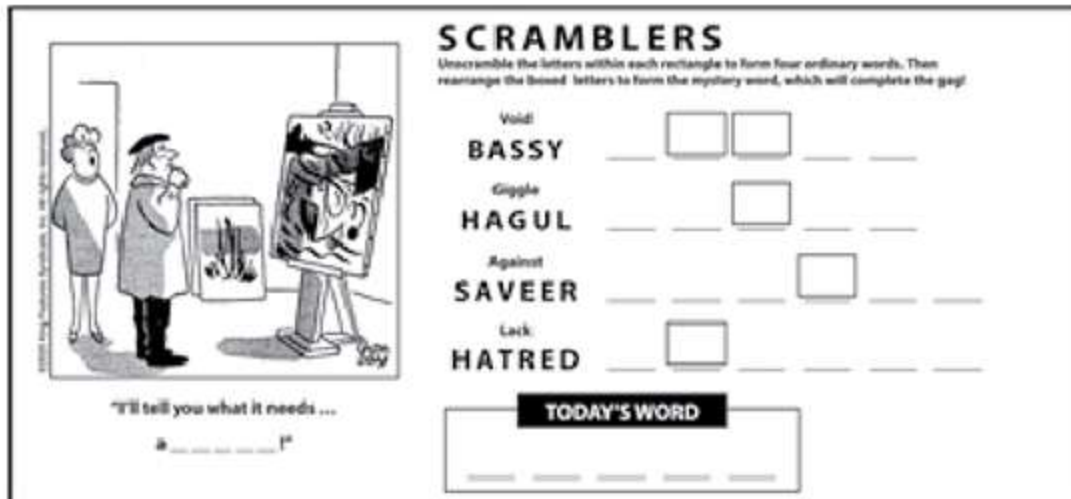 SCRAMBLERS
Unscramble the letters within each rectangle to form four ordinary words. Then
rearrange the boxed letters to form the mystery word, which will complete the gag!
Void
BASSY
Giggle
HAGUL
Against
SAVEER
Lack
HATRED
TODAY'S WORD
"I'll tell you what it needs ...
a _ _ _ _ _ !"